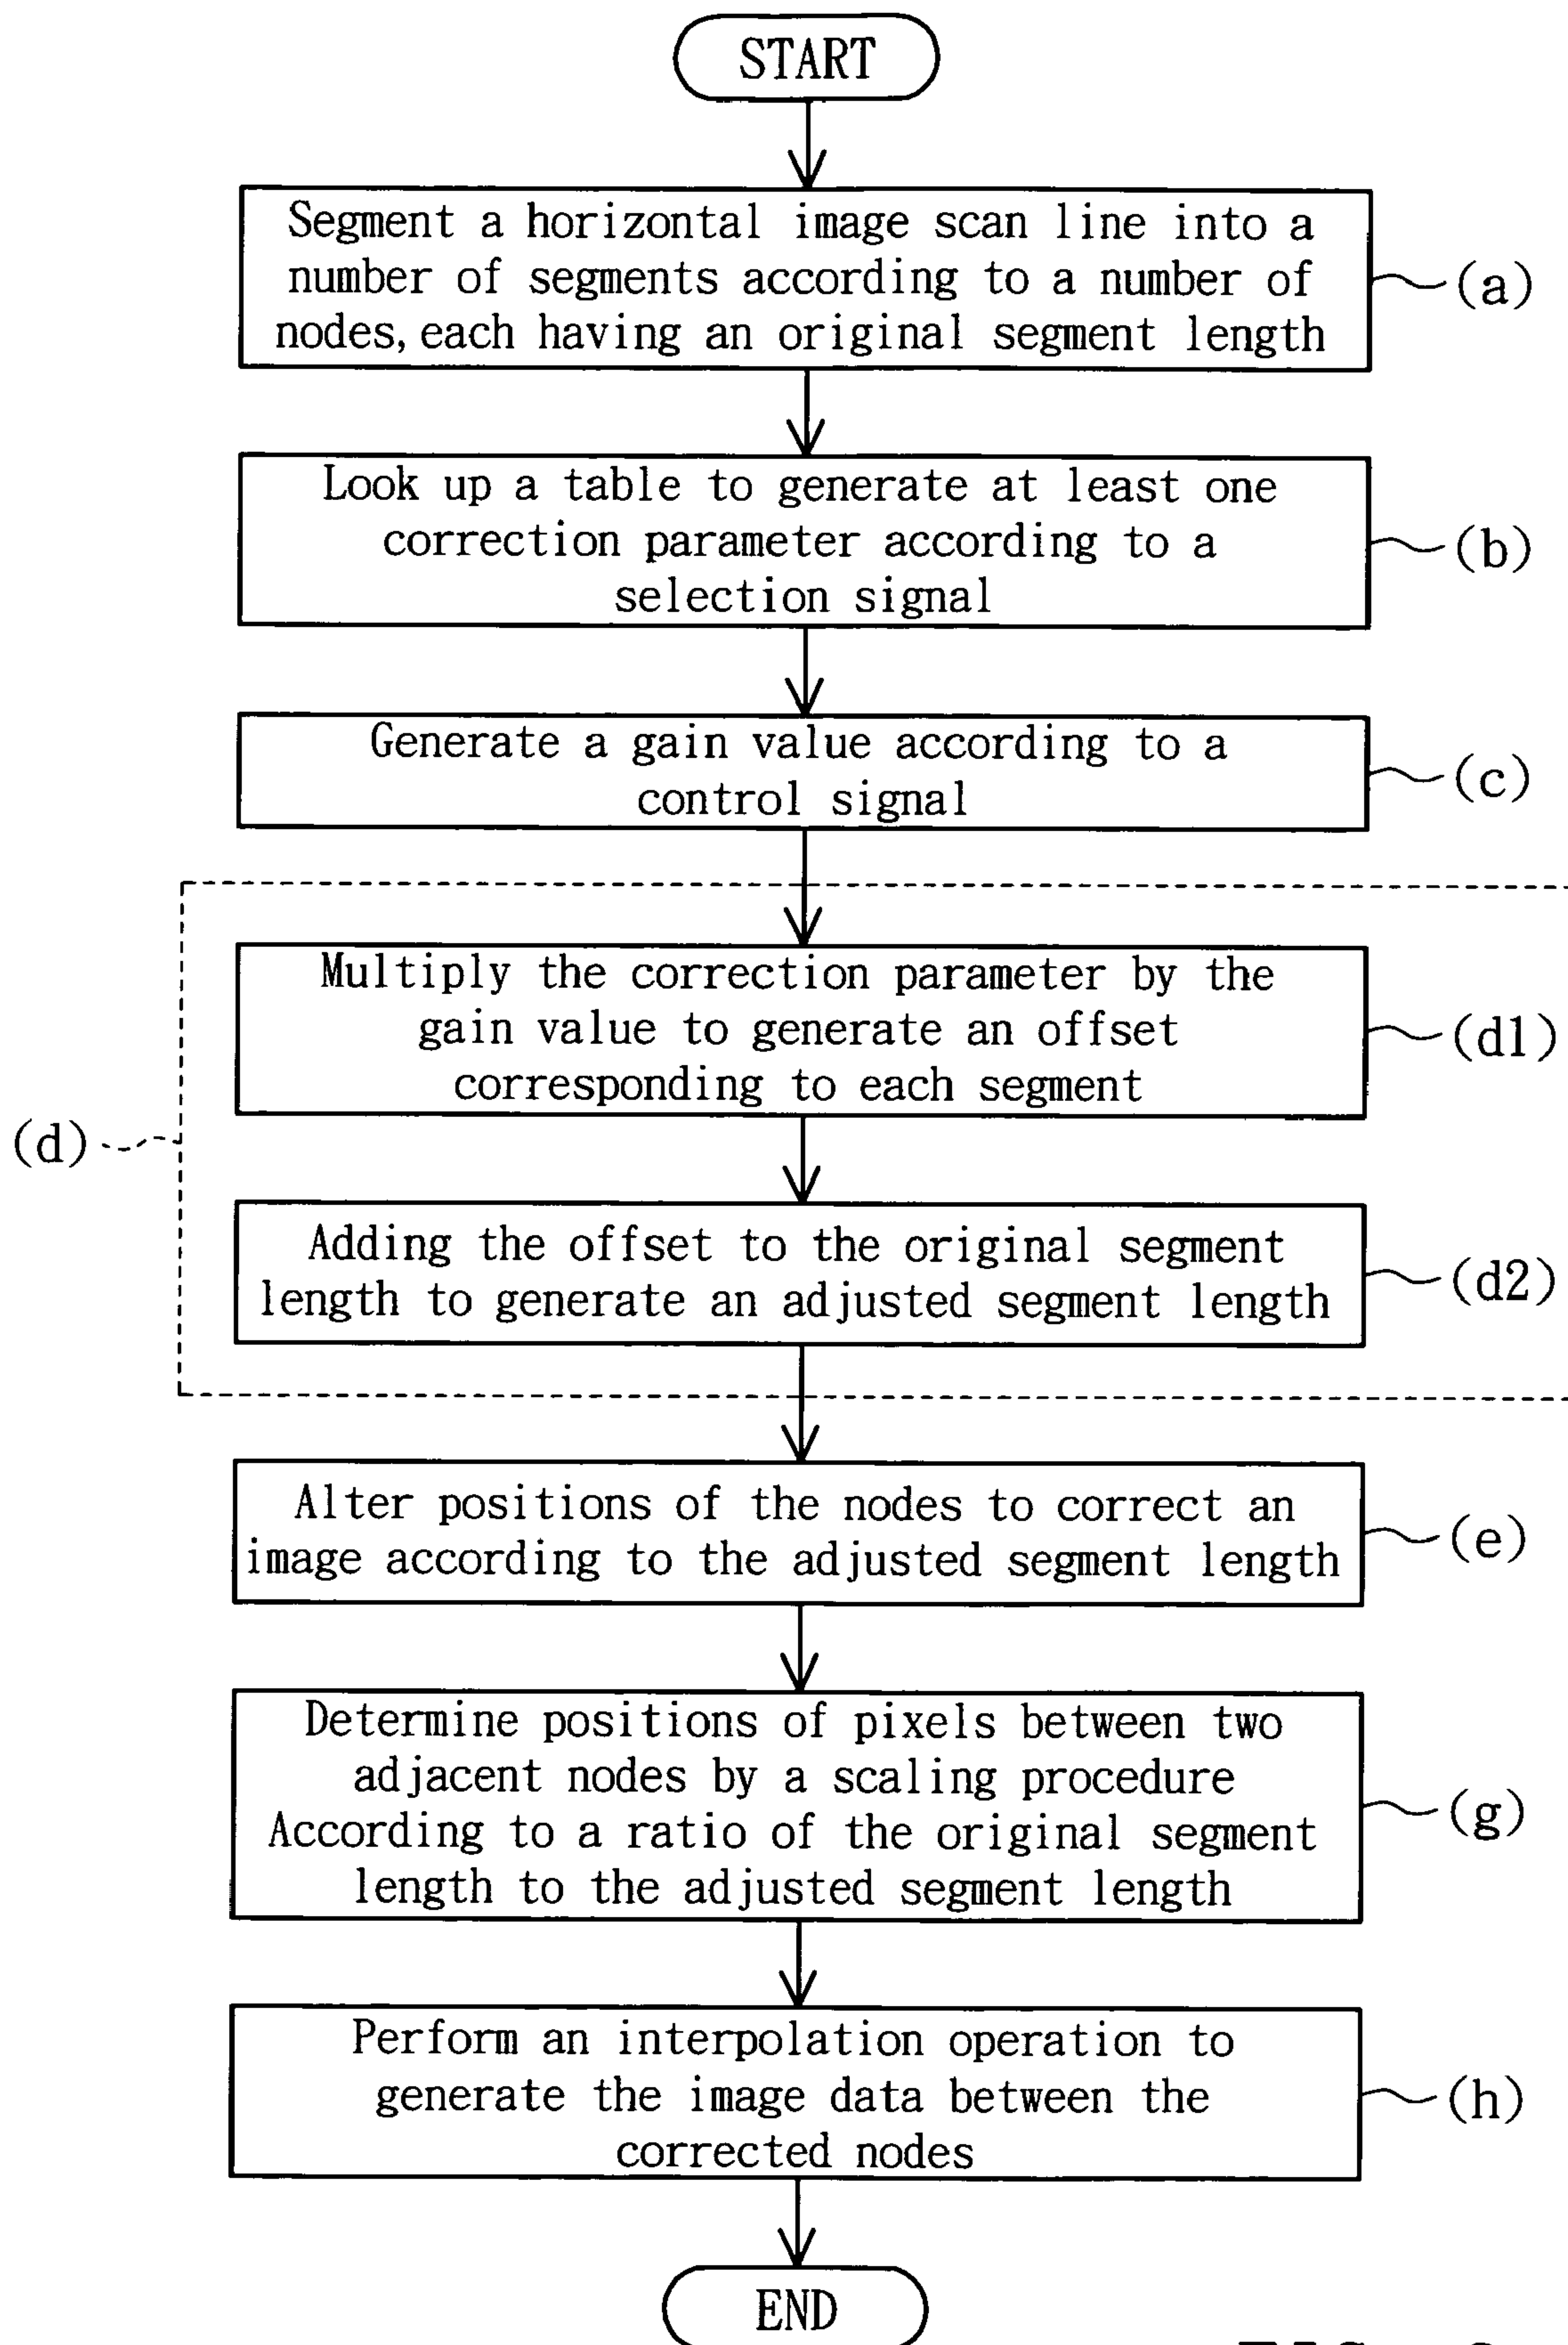 START
Segment a horizontal image scan line into a
number of segments according to a number of
nodes, each having an original segment length
(a)
Look up a table to generate at least one
correction parameter according to a
selection signal
(b)
Generate a gain value according to a
control signal
(c)
Multiply the correction parameter by the
gain value to generate an offset
corresponding to each segment
(d1)
(d)
Adding the offset to the original segment
length to generate an adjusted segment length
(d2)
Alter positions of the nodes to correct an
image according to the adjusted segment length
(e)
Determine positions of pixels between two
adjacent nodes by a scaling procedure
According to a ratio of the original segment
length to the adjusted segment length
(g)
Perform an interpolation operation to
generate the image data between the
corrected nodes
(h)
END